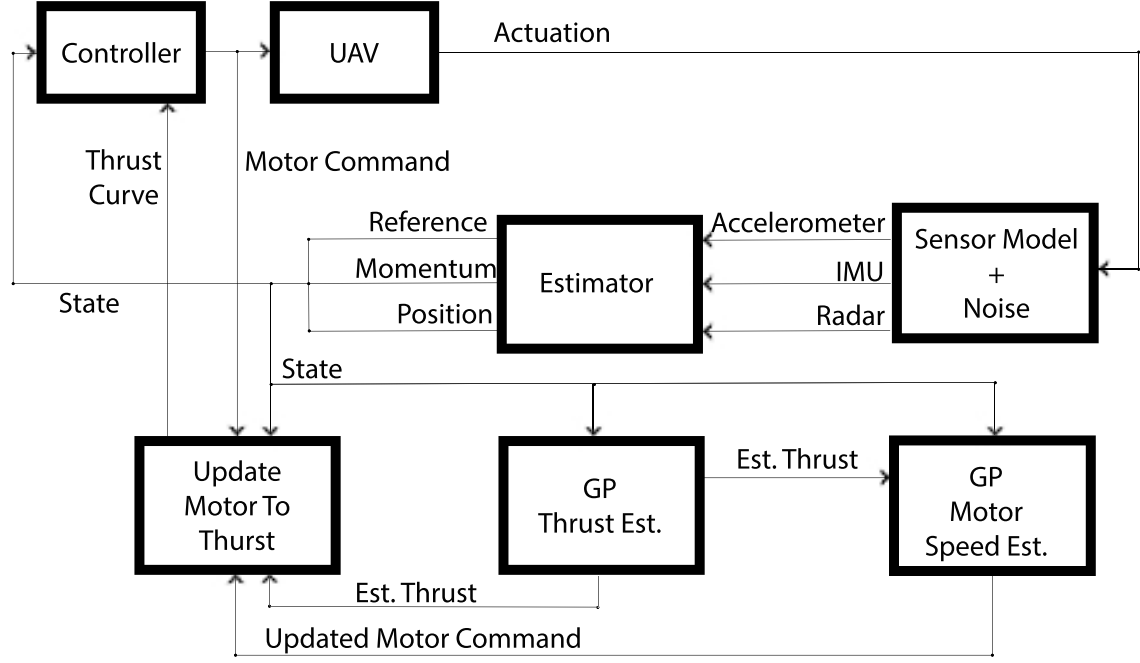 Controller
UAV
Actuation
Thrust
Curve
Motor Command
Reference
Momentum
Position
Estimator
Accelerometer
IMU
Radar
Sensor Model
+
Noise
State
State
Update
Motor To
Thurst
GP
Thrust Est.
Est. Thrust
GP
Motor
Speed Est.
Est. Thrust
Updated Motor Command